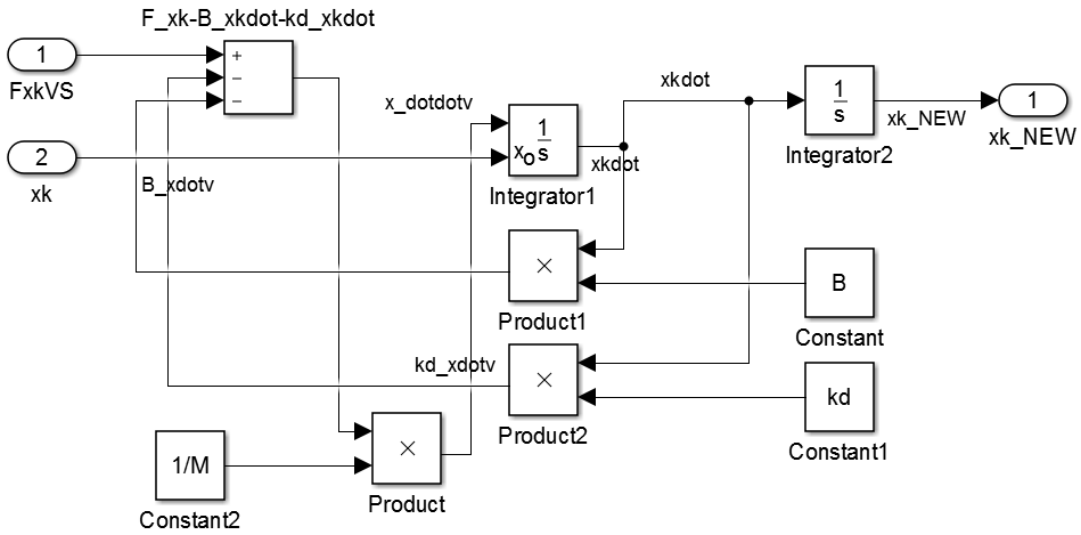 F_xk-B_xkdot-kd_xkdot
1
FxkVS
+
−
−
2
xk
B_xdotv
x_dotdotv
xo 1/s
Integrator1
xkdot
xkdot
1/s
Integrator2
xk_NEW
1
xk_NEW
×
Product1
B
Constant
kd_xdotv
×
Product2
kd
Constant1
1/M
Constant2
×
Product